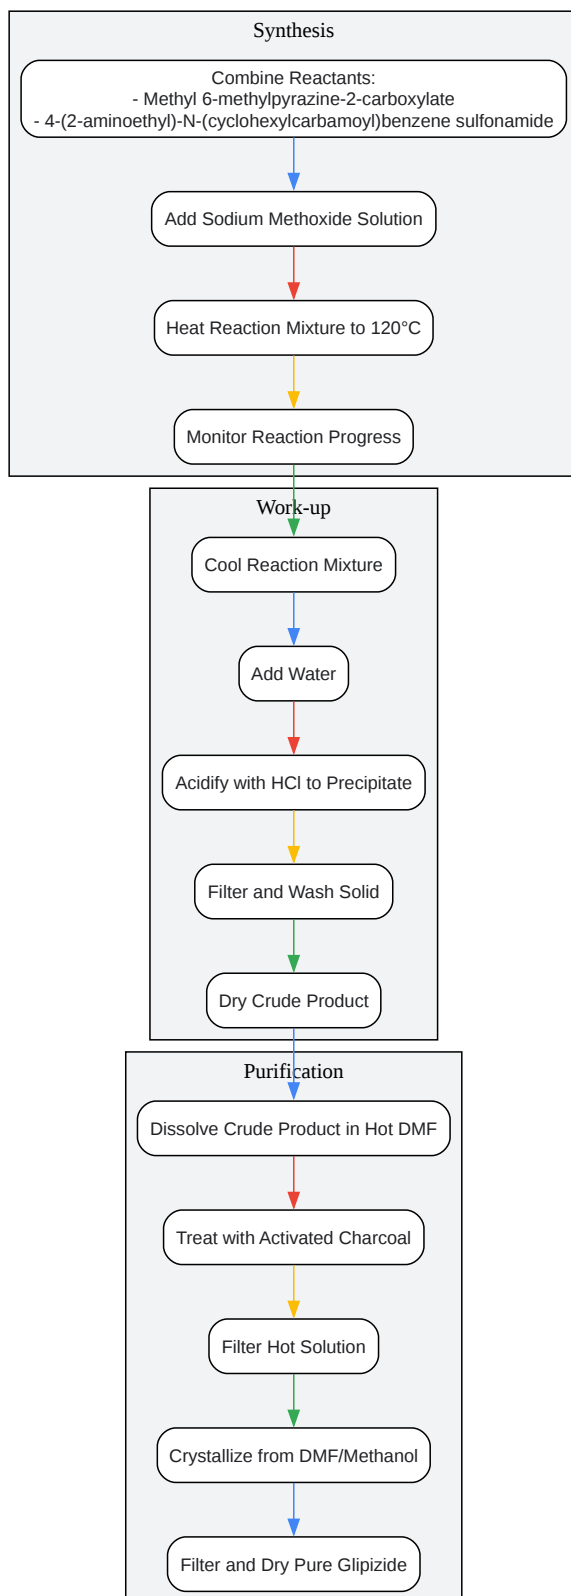 Synthesis
Combine Reactants:
- Methyl 6-methylpyrazine-2-carboxylate
- 4-(2-aminoethyl)-N-(cyclohexylcarbamoyl)benzene sulfonamide
Add Sodium Methoxide Solution
Heat Reaction Mixture to 120°C
Monitor Reaction Progress
Work-up
Cool Reaction Mixture
Add Water
Acidify with HCl to Precipitate
Filter and Wash Solid
Dry Crude Product
Purification
Dissolve Crude Product in Hot DMF
Treat with Activated Charcoal
Filter Hot Solution
Crystallize from DMF/Methanol
Filter and Dry Pure Glipizide